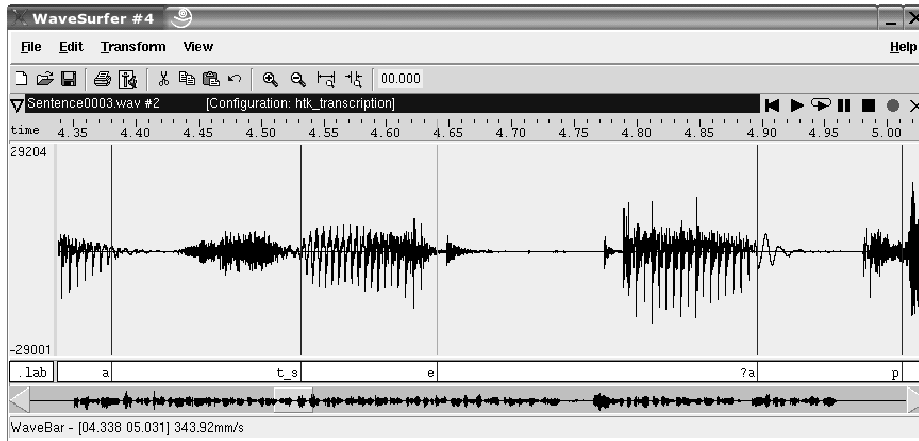 WaveSurfer #4
File Edit Transform View Help
00.000
Sentence0003.wav #2 [Configuration: htk_transcription]
time 4.35 4.40 4.45 4.50 4.55 4.60 4.65 4.70 4.75 4.80 4.85 4.90 4.95 5.00
29204
-29001
.lab a t_s e ?a p
WaveBar - [04.338 05.031] 343.92mm/s